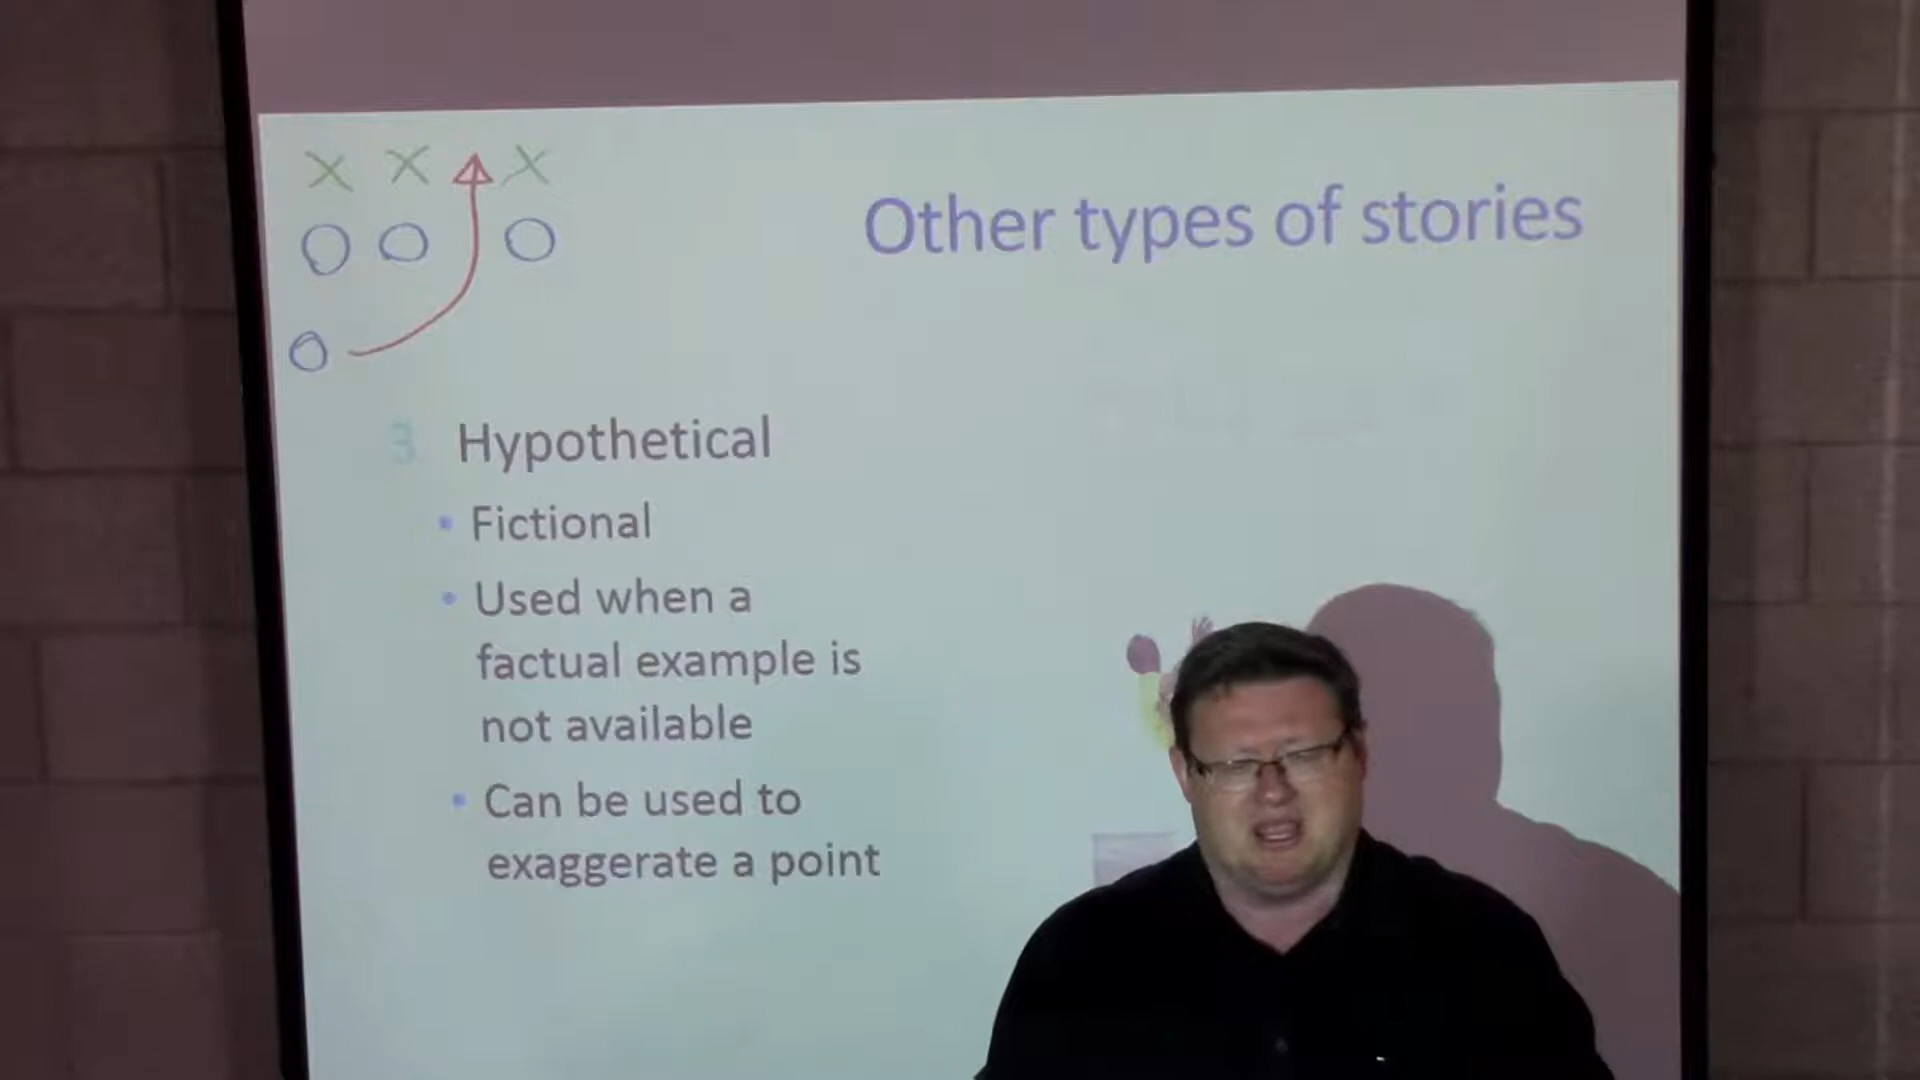 X X X
O O O
O
Other types of stories
3 Hypothetical
• Fictional
• Used when a
factual example is
not available
• Can be used to
exaggerate a point